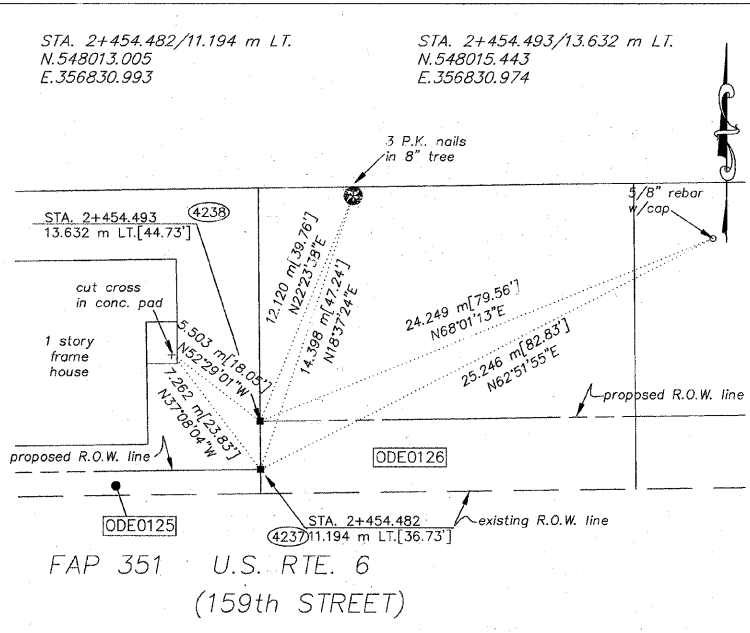 STA. 2+454.482/11.194 m LT.
N.548013.005
E.356830.993
STA. 2+454.493/13.632 m LT.
N.548015.443
E.356830.974
3 P.K. nails
in 8" tree
5/8" rebar
w/cap
STA. 2+454.493
13.632 m LT.[44.73']
4238
cut cross
in conc. pad
1 story
frame
house
12.120 m[39.76']
N22°23'38"E
14.398 m[47.24']
N18°37'24"E
24.249 m[79.56']
N68°01'13"E
25.246 m[82.83']
N62°51'55"E
5.503 m[18.05']
N52°29'01"W
7.262 m[23.83']
N37°08'04"W
proposed R.O.W. line
proposed R.O.W. line
ODE0126
ODE0125
STA. 2+454.482
4237
11.194 m LT.[36.73']
existing R.O.W. line
FAP 351 U.S. RTE. 6
(159th STREET)